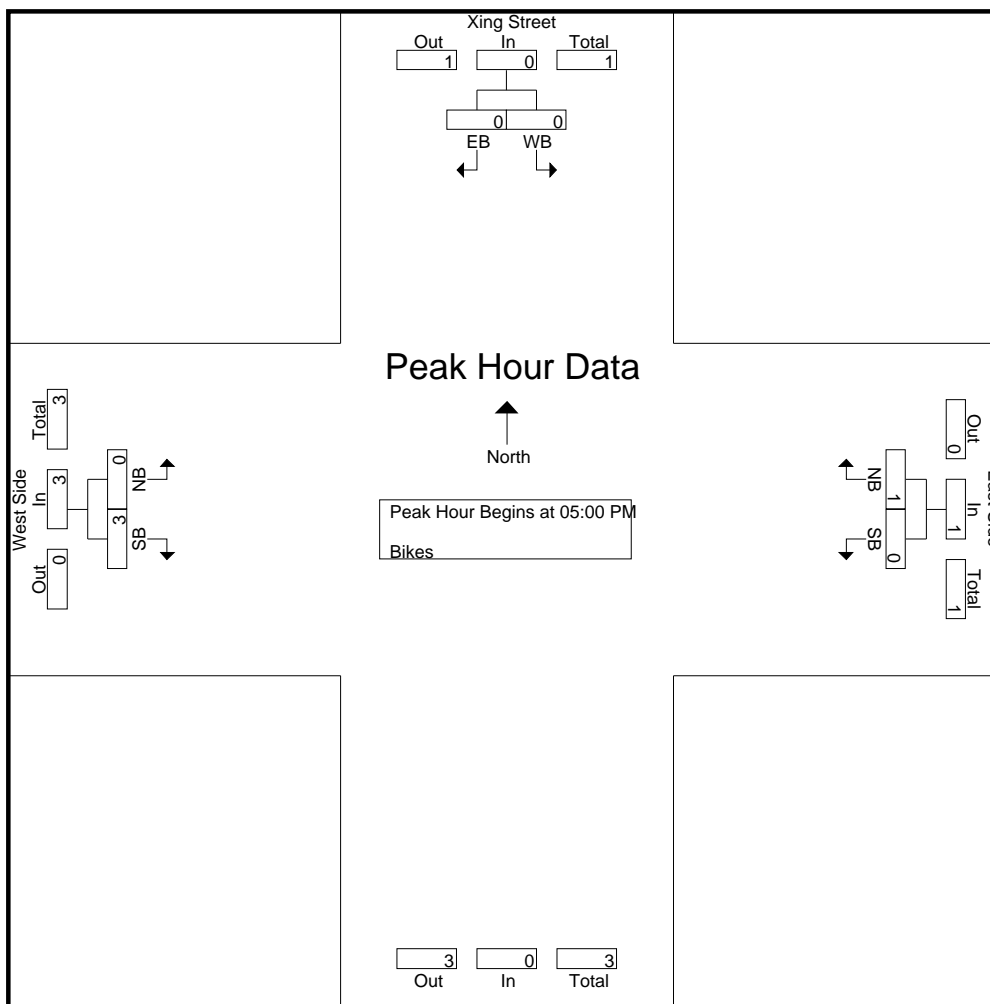 Xing Street
Out In Total
1 0 1
0 0
EB WB
Peak Hour Data
North
Peak Hour Begins at 05:00 PM
Bikes
West Side
Total In Out
3 3 0
0 3
NB SB
Out In Total
0 1 1
1 0
NB SB
3 0 3
Out In Total